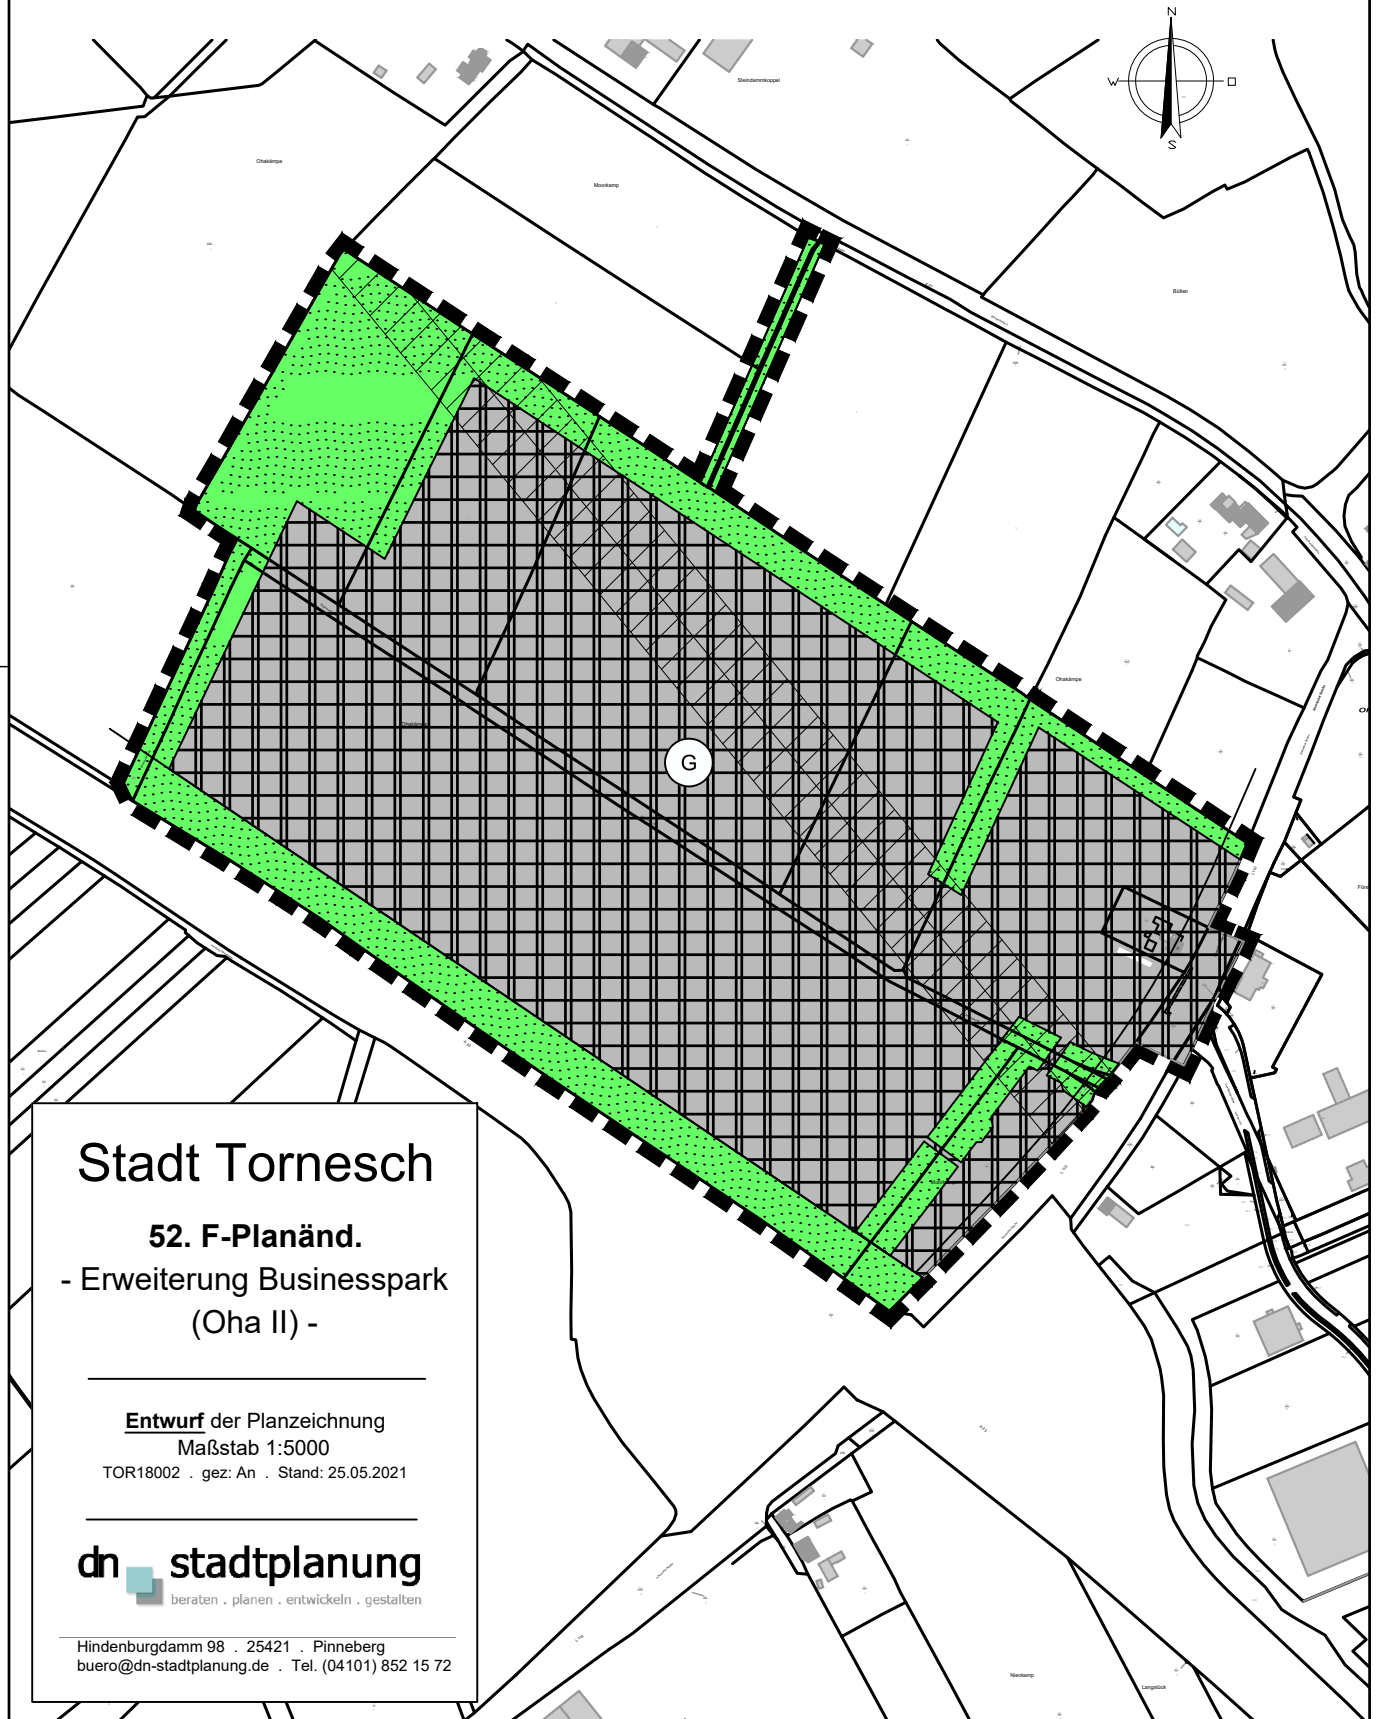 N
W
O
S
Steindammkoppel
Ohakämpe
Moorkamp
Bülten
Ohakämpe
Ohakämpe
G
Stadt Tornesch
52. F-Planänd.
- Erweiterung Businesspark
(Oha II) -
Entwurf der Planzeichnung
Maßstab 1:5000
TOR18002 . gez: An . Stand: 25.05.2021
dn stadtplanung
beraten . planen . entwickeln . gestalten
Hindenburgdamm 98 . 25421 . Pinneberg
buero@dn-stadtplanung.de . Tel. (04101) 852 15 72
Nienkamp
Langstück